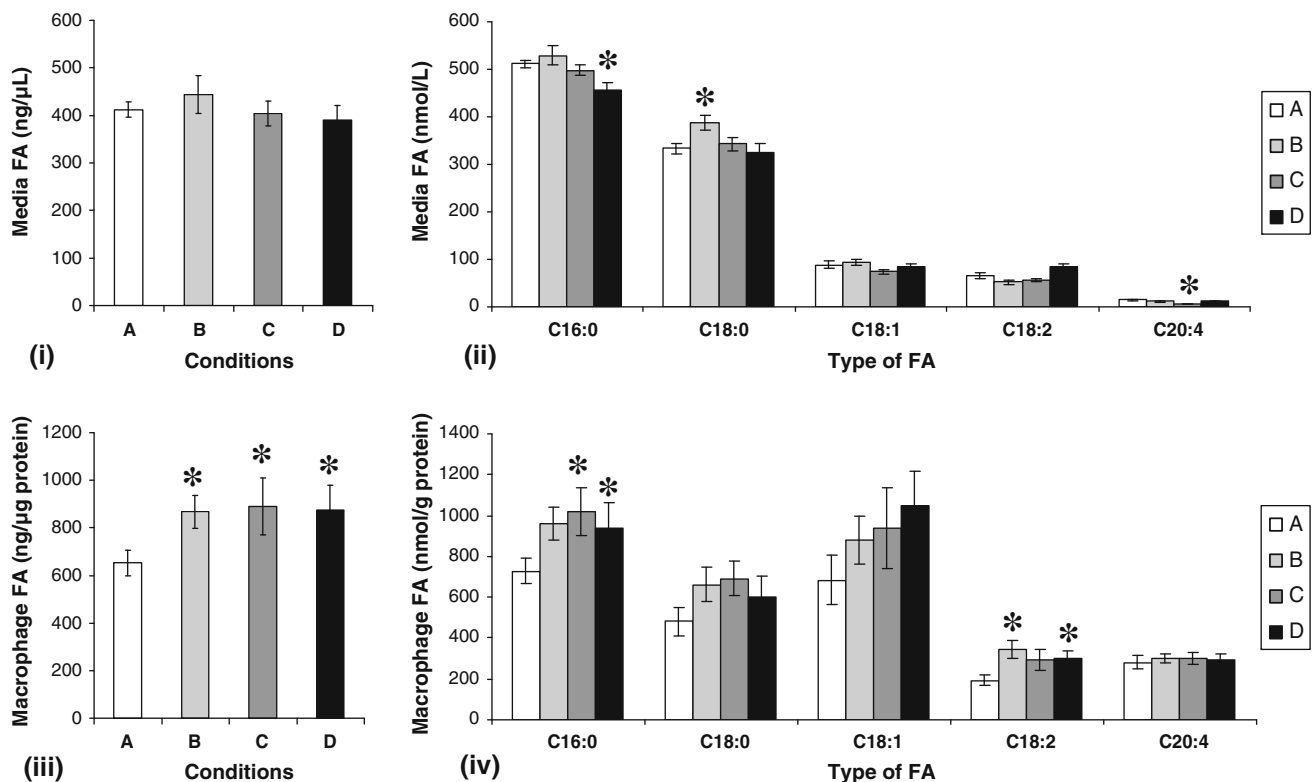 600
500
400
300
200
100
0
Media FA (ng/µL)
A B C D
Conditions
(i)
600
500
400
300
200
100
0
Media FA (nmol/L)
* * *
C16:0 C18:0 C18:1 C18:2 C20:4
Type of FA
(ii)
A
B
C
D
1200
1000
800
600
400
200
0
Macrophage FA (ng/µg protein)
* * *
A B C D
Conditions
(iii)
1400
1200
1000
800
600
400
200
0
Macrophage FA (nmol/g protein)
* * * *
C16:0 C18:0 C18:1 C18:2 C20:4
Type of FA
(iv)
A
B
C
D